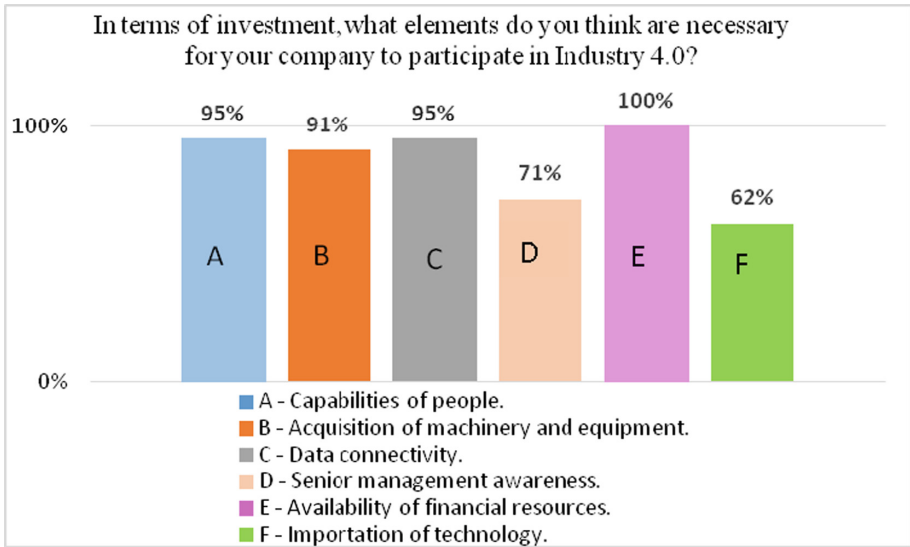 In terms of investment, what elements do you think are necessary
for your company to participate in Industry 4.0?
95%
91%
95%
71%
100%
62%
100%
A
B
C
D
E
F
0%
A - Capabilities of people.
B - Acquisition of machinery and equipment.
C - Data connectivity.
D - Senior management awareness.
E - Availability of financial resources.
F - Importation of technology.